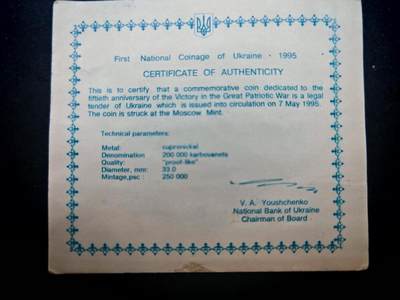 First National Coinage of Ukraine · 1995
CERTIFICATE OF AUTHENTICITY
This is to certify that a commemorative coin dedicated to the
fiftieth anniversary of the Victory in the Great Patriotic War is a legal
tender of Ukraine which is issued into circulation on 7 May 1995.
The coin is struck at the Moscow Mint.
Technical parameters:
Metal: cupronickel
Denomination 200 000 karbovanets
Quality: "proof-like"
Diameter, mm: 33.0
Mintage,psc : 250 000
V. A. Youshchenko
National Bank of Ukraine
Chairman of Board